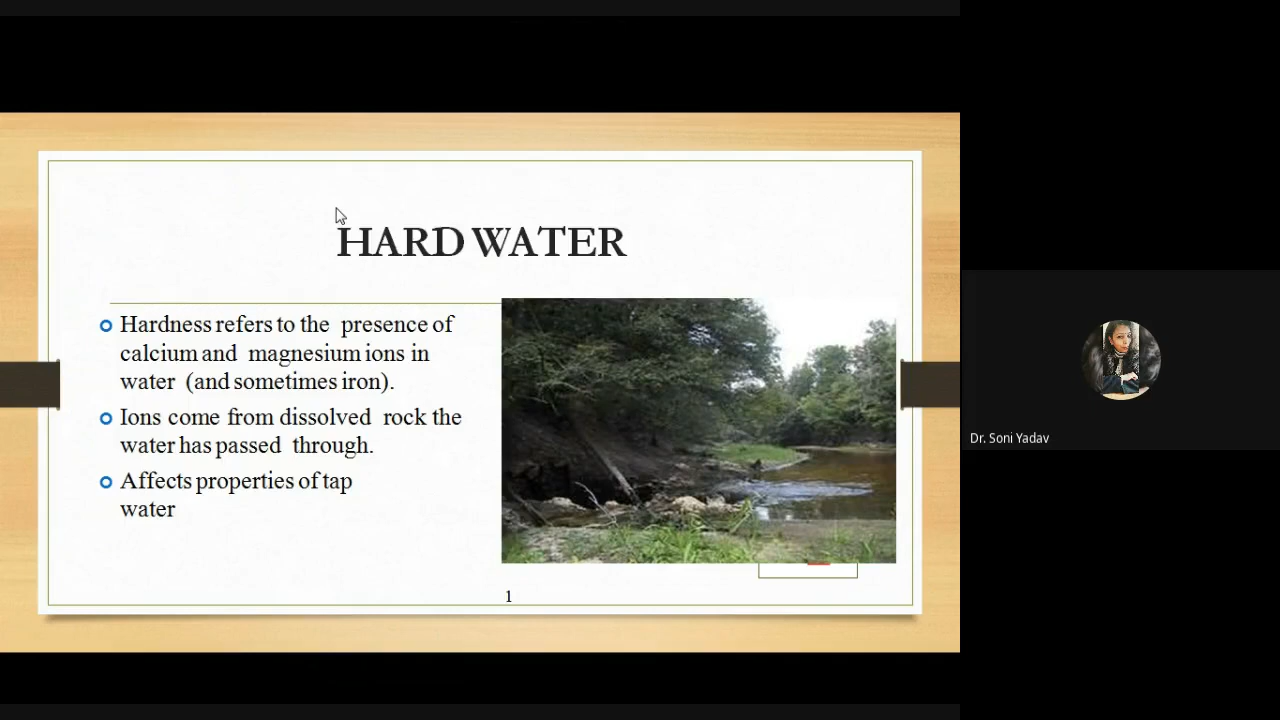 HARD WATER
Hardness refers to the presence of
calcium and magnesium ions in
water (and sometimes iron).
Ions come from dissolved rock the
water has passed through.
Affects properties of tap
water
1
Dr. Soni Yadav